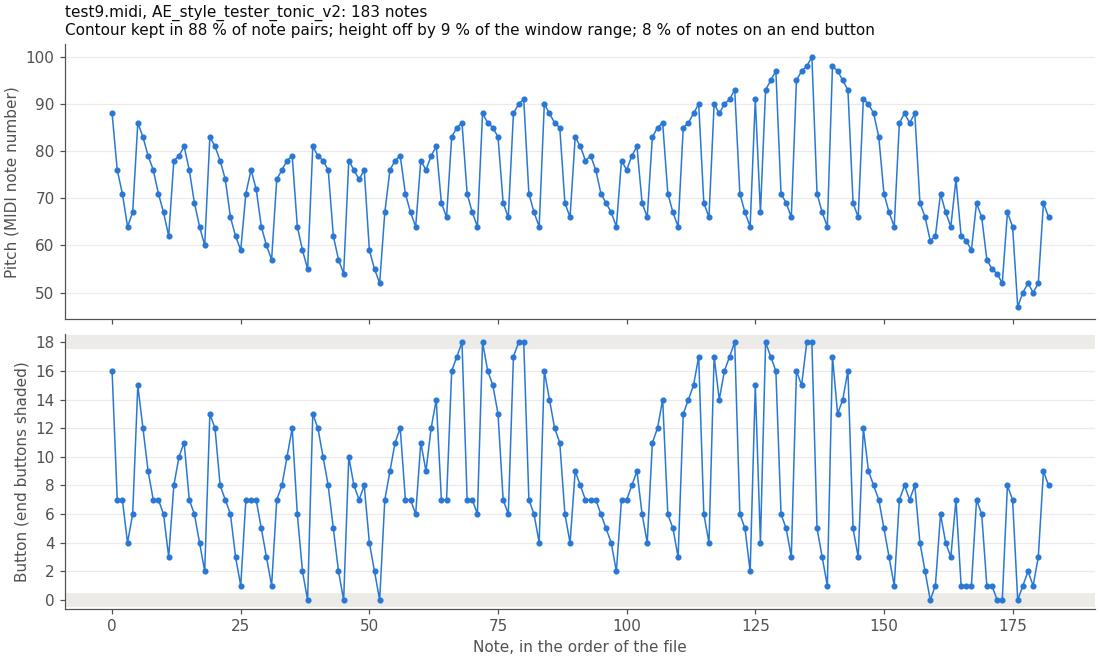 test9.midi, AE_style_tester_tonic_v2: 183 notes
Contour kept in 88 % of note pairs; height off by 9 % of the window range; 8 % of notes on an end button
Pitch (MIDI note number)
100
90
80
70
60
50
Button (end buttons shaded)
18
16
14
12
10
8
6
4
2
0
0 25 50 75 100 125 150 175
Note, in the order of the file